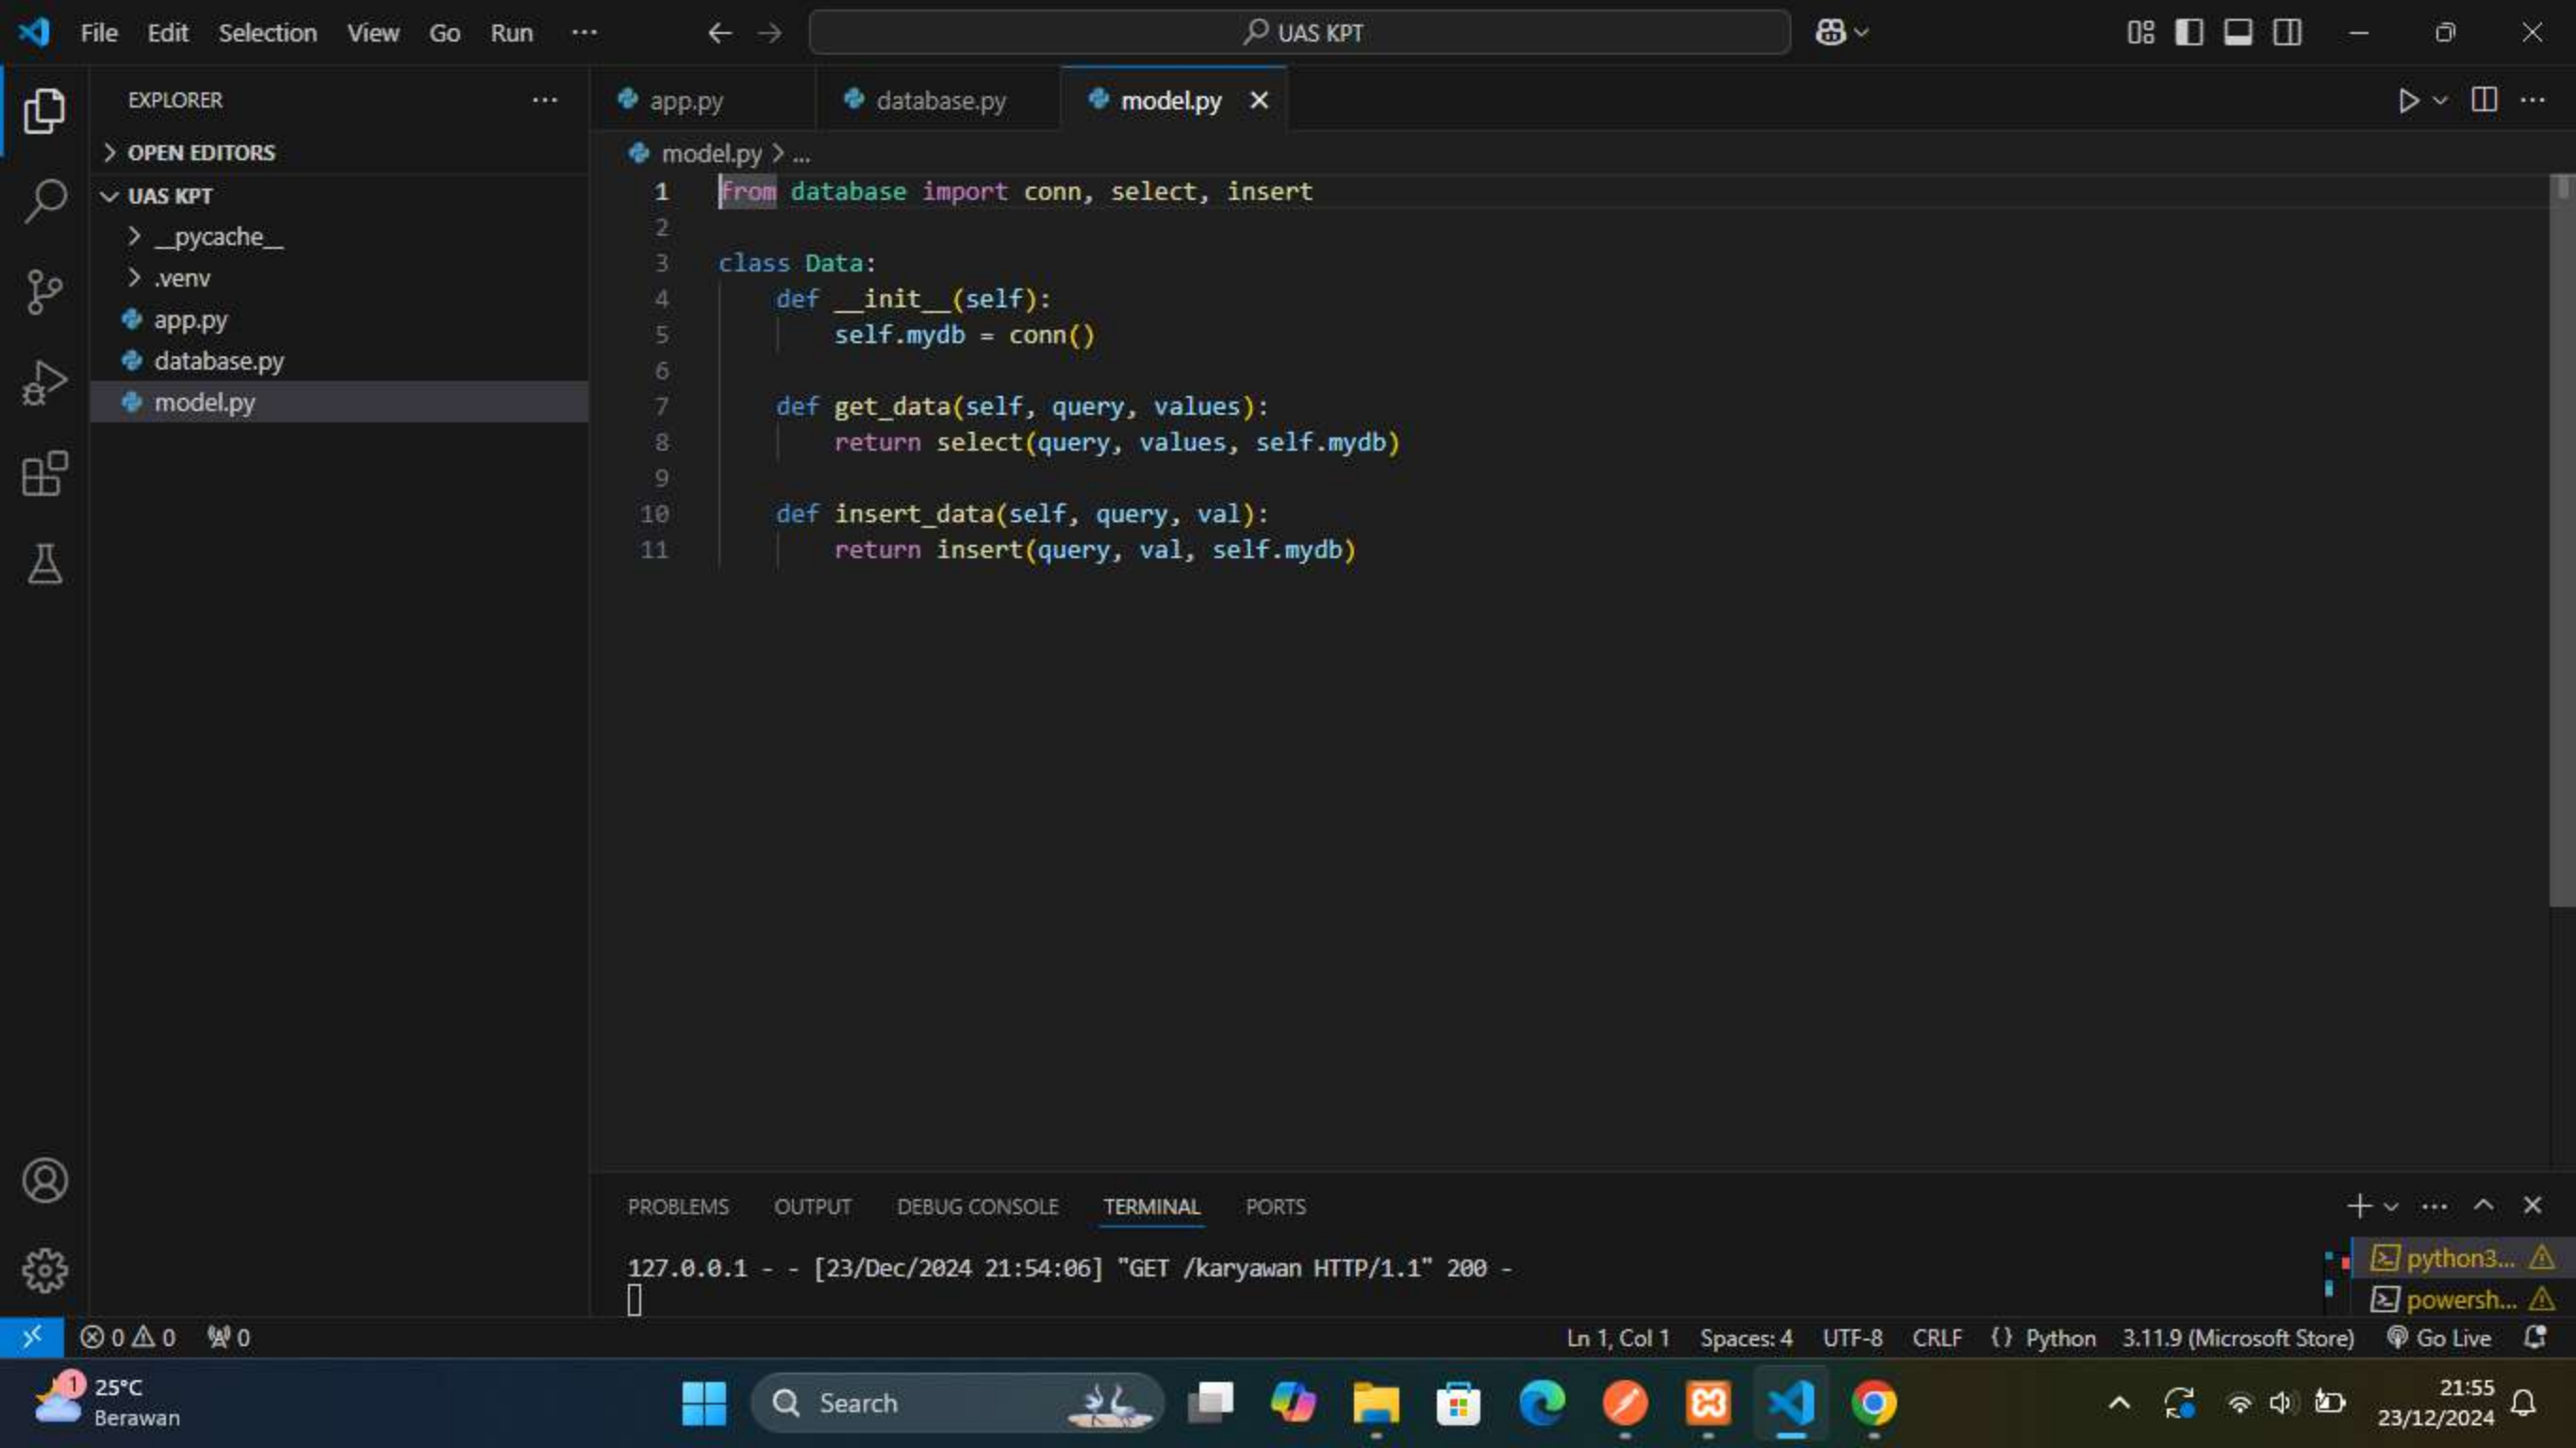 File Edit Selection View Go Run ··· UAS KPT
EXPLORER ···
OPEN EDITORS
UAS KPT
__pycache__
.venv
app.py
database.py
model.py
app.py database.py model.py
model.py > ...
1 from database import conn, select, insert
2
3 class Data:
4     def __init__(self):
5         self.mydb = conn()
6
7     def get_data(self, query, values):
8         return select(query, values, self.mydb)
9
10     def insert_data(self, query, val):
11         return insert(query, val, self.mydb)
PROBLEMS OUTPUT DEBUG CONSOLE TERMINAL PORTS
127.0.0.1 - - [23/Dec/2024 21:54:06] "GET /karyawan HTTP/1.1" 200 -
python3...
powersh...
0 0 0 Ln 1, Col 1 Spaces: 4 UTF-8 CRLF {} Python 3.11.9 (Microsoft Store) Go Live
1
25°C
Berawan
Search
21:55
23/12/2024